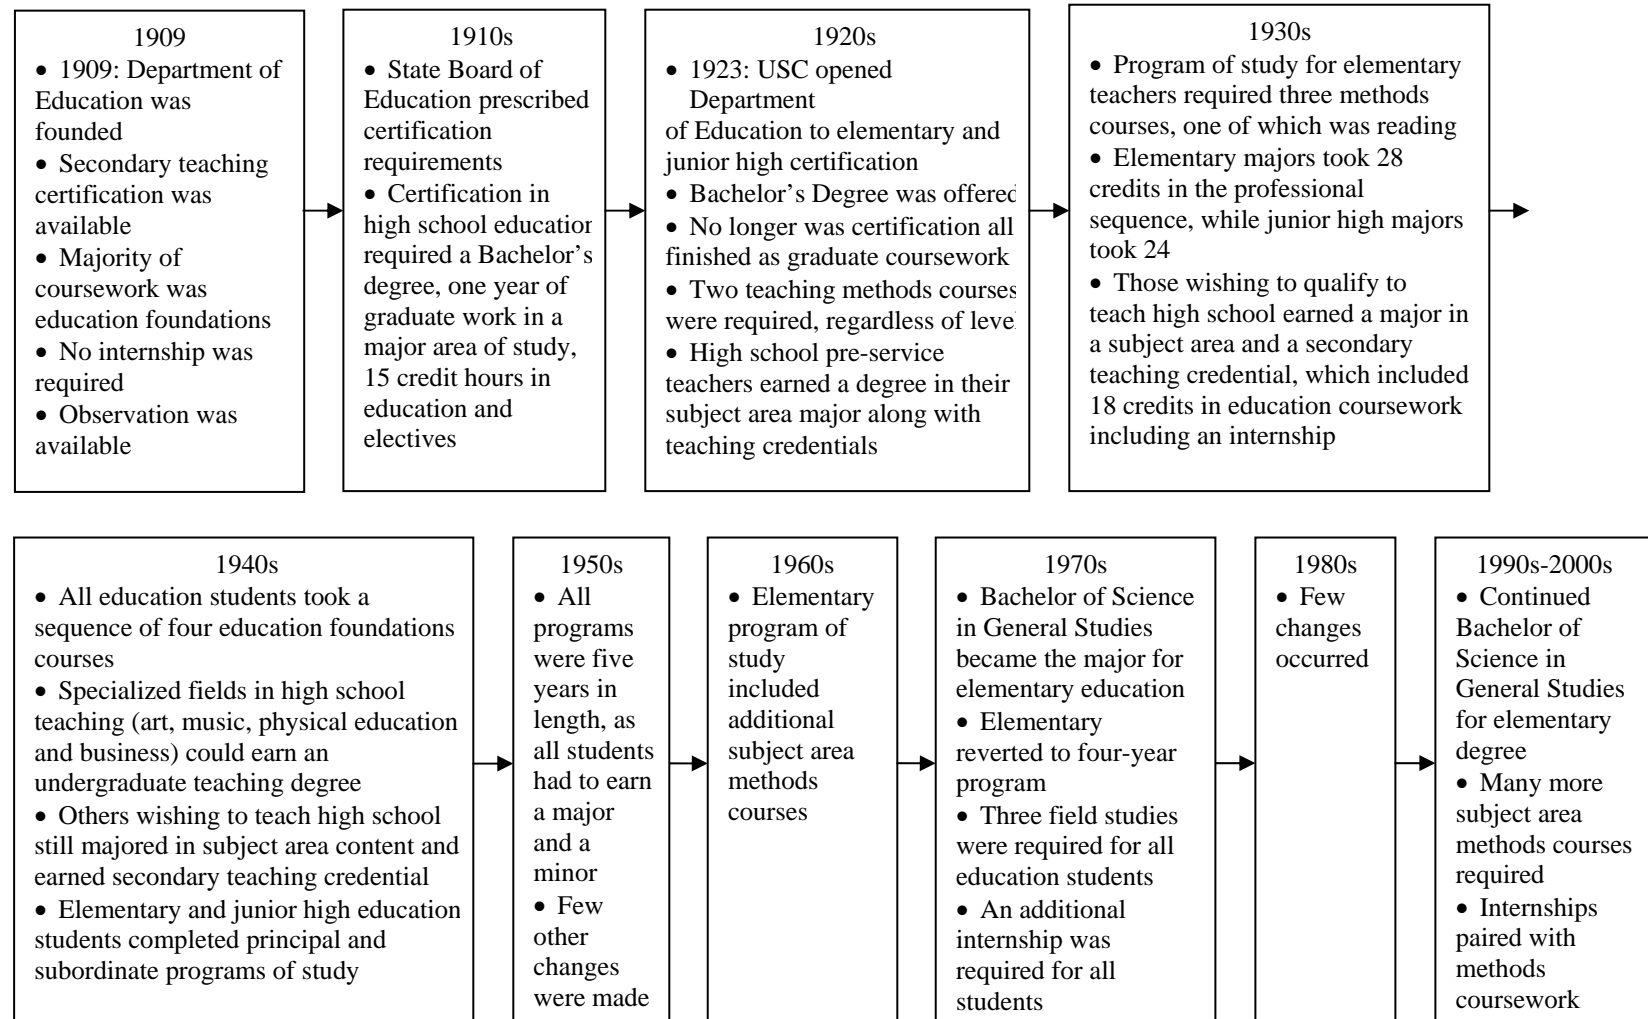 1909
• 1909: Department of
Education was
founded
• Secondary teaching
certification was
available
• Majority of
coursework was
education foundations
• No internship was
required
• Observation was
available
1910s
• State Board of
Education prescribed
certification
requirements
• Certification in
high school education
required a Bachelor's
degree, one year of
graduate work in a
major area of study,
15 credit hours in
education and
electives
1920s
• 1923: USC opened
Department
of Education to elementary and
junior high certification
• Bachelor's Degree was offered
• No longer was certification all
finished as graduate coursework
• Two teaching methods courses
were required, regardless of level
• High school pre-service
teachers earned a degree in their
subject area major along with
teaching credentials
1930s
• Program of study for elementary
teachers required three methods
courses, one of which was reading
• Elementary majors took 28
credits in the professional
sequence, while junior high majors
took 24
• Those wishing to qualify to
teach high school earned a major in
a subject area and a secondary
teaching credential, which included
18 credits in education coursework
including an internship
1940s
• All education students took a
sequence of four education foundations
courses
• Specialized fields in high school
teaching (art, music, physical education
and business) could earn an
undergraduate teaching degree
• Others wishing to teach high school
still majored in subject area content and
earned secondary teaching credential
• Elementary and junior high education
students completed principal and
subordinate programs of study
1950s
• All
programs
were five
years in
length, as
all students
had to earn
a major
and a
minor
• Few
other
changes
were made
1960s
• Elementary
program of
study
included
additional
subject area
methods
courses
1970s
• Bachelor of Science
in General Studies
became the major for
elementary education
• Elementary
reverted to four-year
program
• Three field studies
were required for all
education students
• An additional
internship was
required for all
students
1980s
• Few
changes
occurred
1990s-2000s
• Continued
Bachelor of
Science in
General Studies
for elementary
degree
• Many more
subject area
methods courses
required
• Internships
paired with
methods
coursework